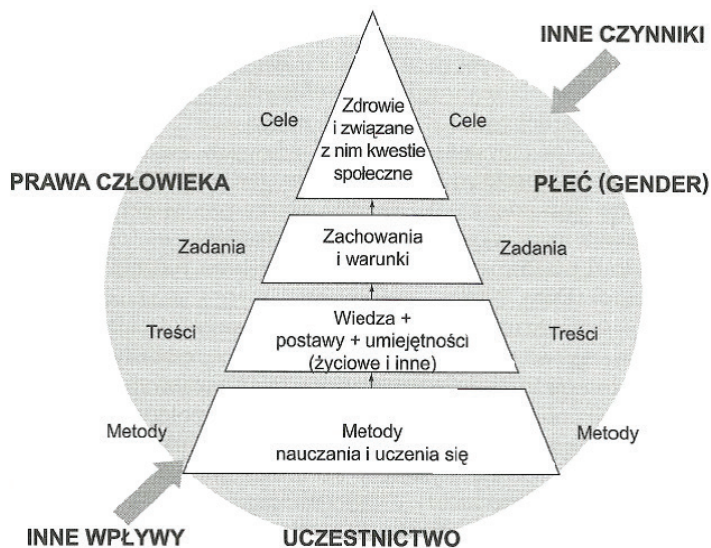 INNE CZYNNIKI
Zdrowie
i związane
z nim kwestie
społeczne
Cele
Cele
PRAWA CZŁOWIEKA
PŁEĆ (GENDER)
Zachowania
i warunki
Zadania
Zadania
Wiedza +
postawy + umiejętności
(życiowe i inne)
Treści
Treści
Metody
nauczania i uczenia się
Metody
Metody
INNE WPŁYWY
UCZESTNICTWO